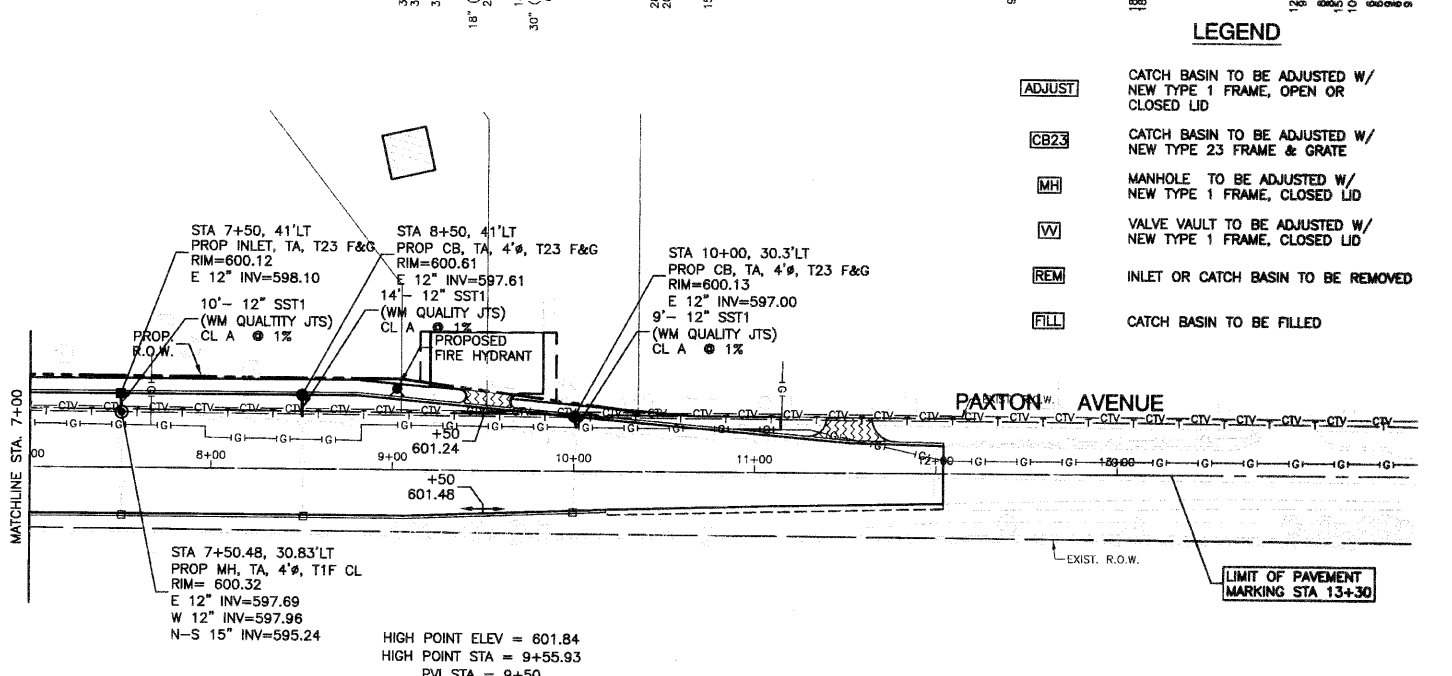 LEGEND
ADJUST
CATCH BASIN TO BE ADJUSTED W/
NEW TYPE 1 FRAME, OPEN OR
CLOSED LID
CB23
CATCH BASIN TO BE ADJUSTED W/
NEW TYPE 23 FRAME & GRATE
MH
MANHOLE TO BE ADJUSTED W/
NEW TYPE 1 FRAME, CLOSED LID
VV
VALVE VAULT TO BE ADJUSTED W/
NEW TYPE 1 FRAME, CLOSED LID
REM
INLET OR CATCH BASIN TO BE REMOVED
FILL
CATCH BASIN TO BE FILLED
STA 7+50, 41'LT
PROP INLET, TA, T23 F&G
RIM=600.12
E 12" INV=598.10
10'- 12" SST1
(WM QUALTITY JTS)
CL A @ 1%
PROP.
R.O.W.
STA 8+50, 41'LT
PROP CB, TA, 4'ø, T23 F&G
RIM=600.61
E 12" INV=597.61
14'- 12" SST1
(WM QUALITY JTS)
CL A @ 1%
PROPOSED
FIRE HYDRANT
STA 10+00, 30.3'LT
PROP CB, TA, 4'ø, T23 F&G
RIM=600.13
E 12" INV=597.00
9'- 12" SST1
(WM QUALITY JTS)
CL A @ 1%
PAXTON AVENUE
EXIST. R.O.W.
MATCHLINE STA. 7+00
+50
601.24
8+00
9+00
10+00
11+00
12+00
13+00
+50
601.48
EXIST. R.O.W.
LIMIT OF PAVEMENT
MARKING STA 13+30
STA 7+50.48, 30.83'LT
PROP MH, TA, 4'ø, T1F CL
RIM= 600.32
E 12" INV=597.69
W 12" INV=597.96
N-S 15" INV=595.24
HIGH POINT ELEV = 601.84
HIGH POINT STA = 9+55.93
PVI STA = 9+50